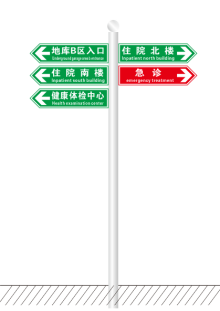 地库B区入口
住院北楼
Inpatient north building
住院南楼
Inpatient south building
急诊
emergency treatment
健康体检中心
Health examination center